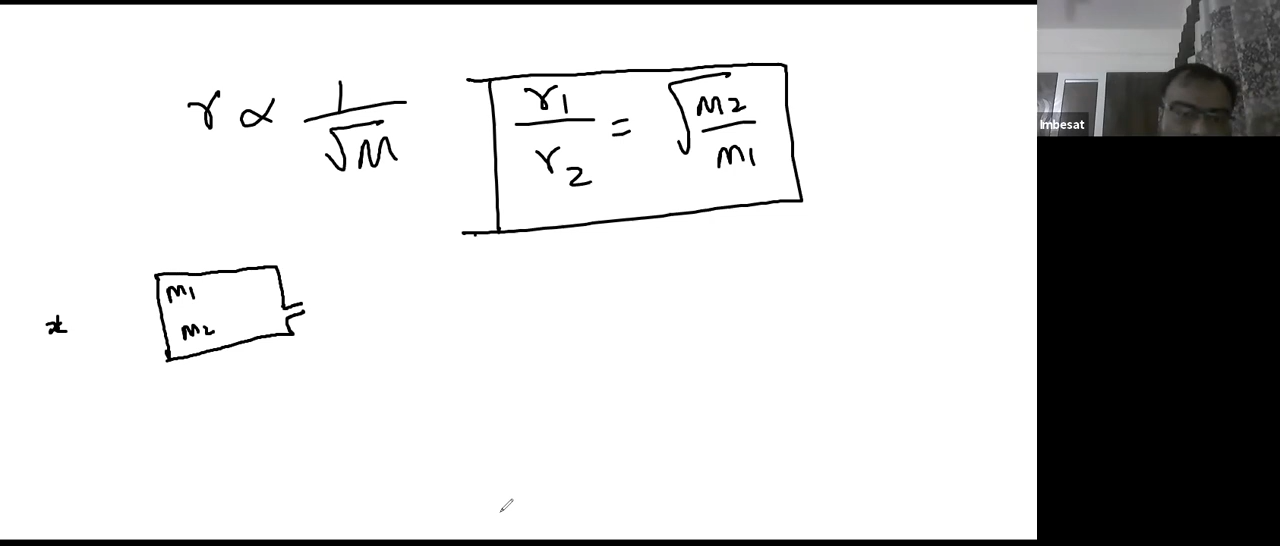 r ∝ 1/√M   r1/r2 = √(M2/M1)
Imbesat
M1
* M2